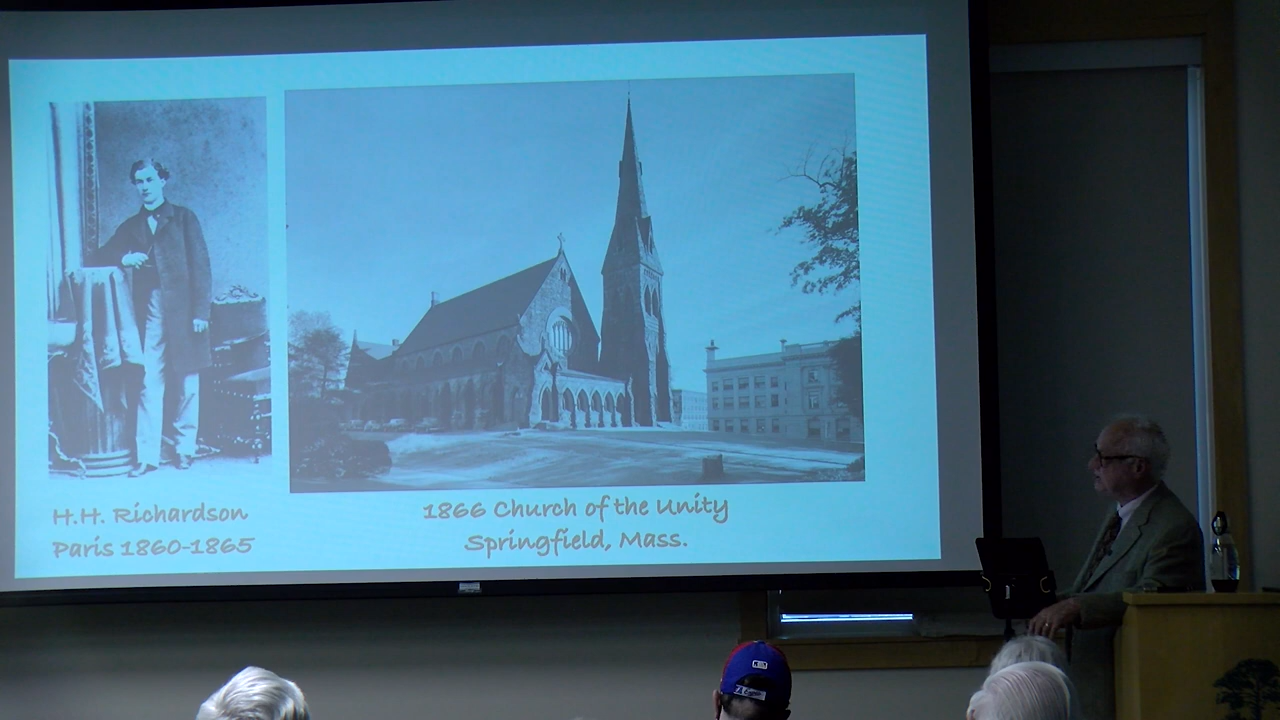 H.H. Richardson
Paris 1860-1865
1866 Church of the Unity
Springfield, Mass.